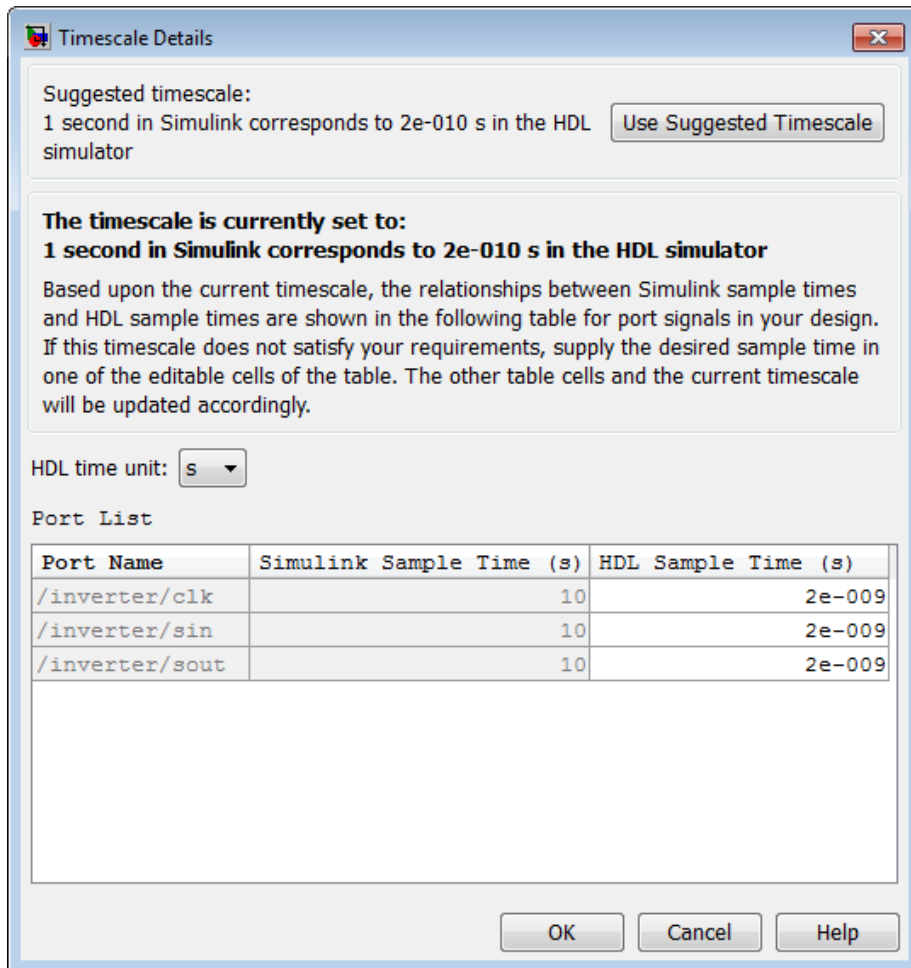 Timescale Details
Suggested timescale:
1 second in Simulink corresponds to 2e-010 s in the HDL
simulator
Use Suggested Timescale
The timescale is currently set to:
1 second in Simulink corresponds to 2e-010 s in the HDL simulator
Based upon the current timescale, the relationships between Simulink sample times
and HDL sample times are shown in the following table for port signals in your design.
If this timescale does not satisfy your requirements, supply the desired sample time in
one of the editable cells of the table. The other table cells and the current timescale
will be updated accordingly.
HDL time unit: s
Port List
Port Name Simulink Sample Time (s) HDL Sample Time (s)
/inverter/clk 10 2e-009
/inverter/sin 10 2e-009
/inverter/sout 10 2e-009
OK Cancel Help